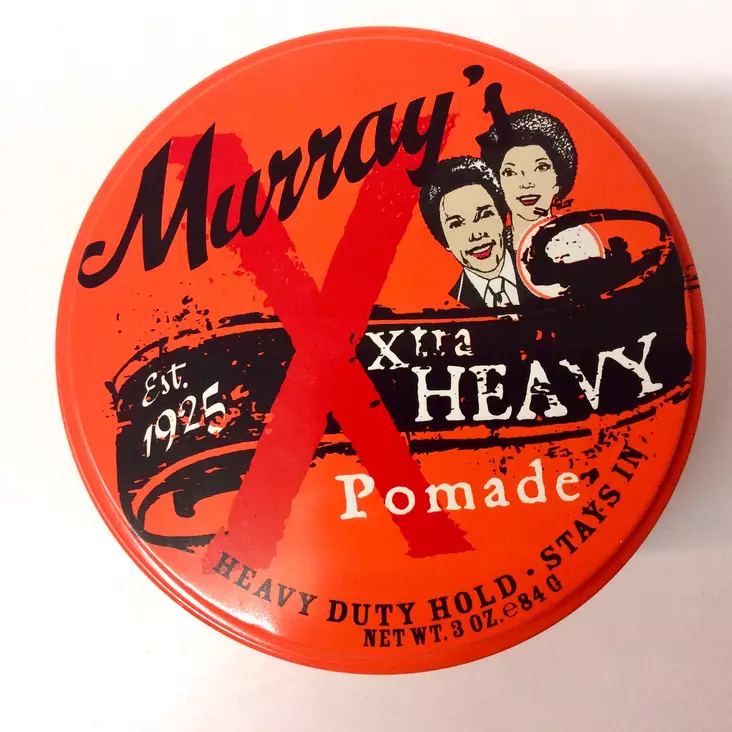 Murray's
X
Est.
1925
Xtra
HEAVY
Pomade
HEAVY DUTY HOLD · STAYS IN
NET WT. 3 OZ. ℮ 84 G